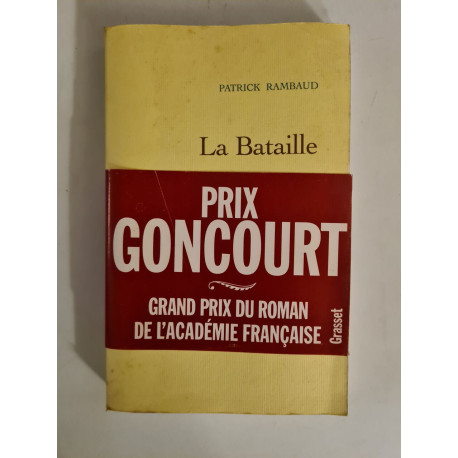 PATRICK RAMBAUD
La Bataille
PRIX
GONCOURT
GRAND PRIX DU ROMAN
DE L'ACADÉMIE FRANÇAISE
Grasset